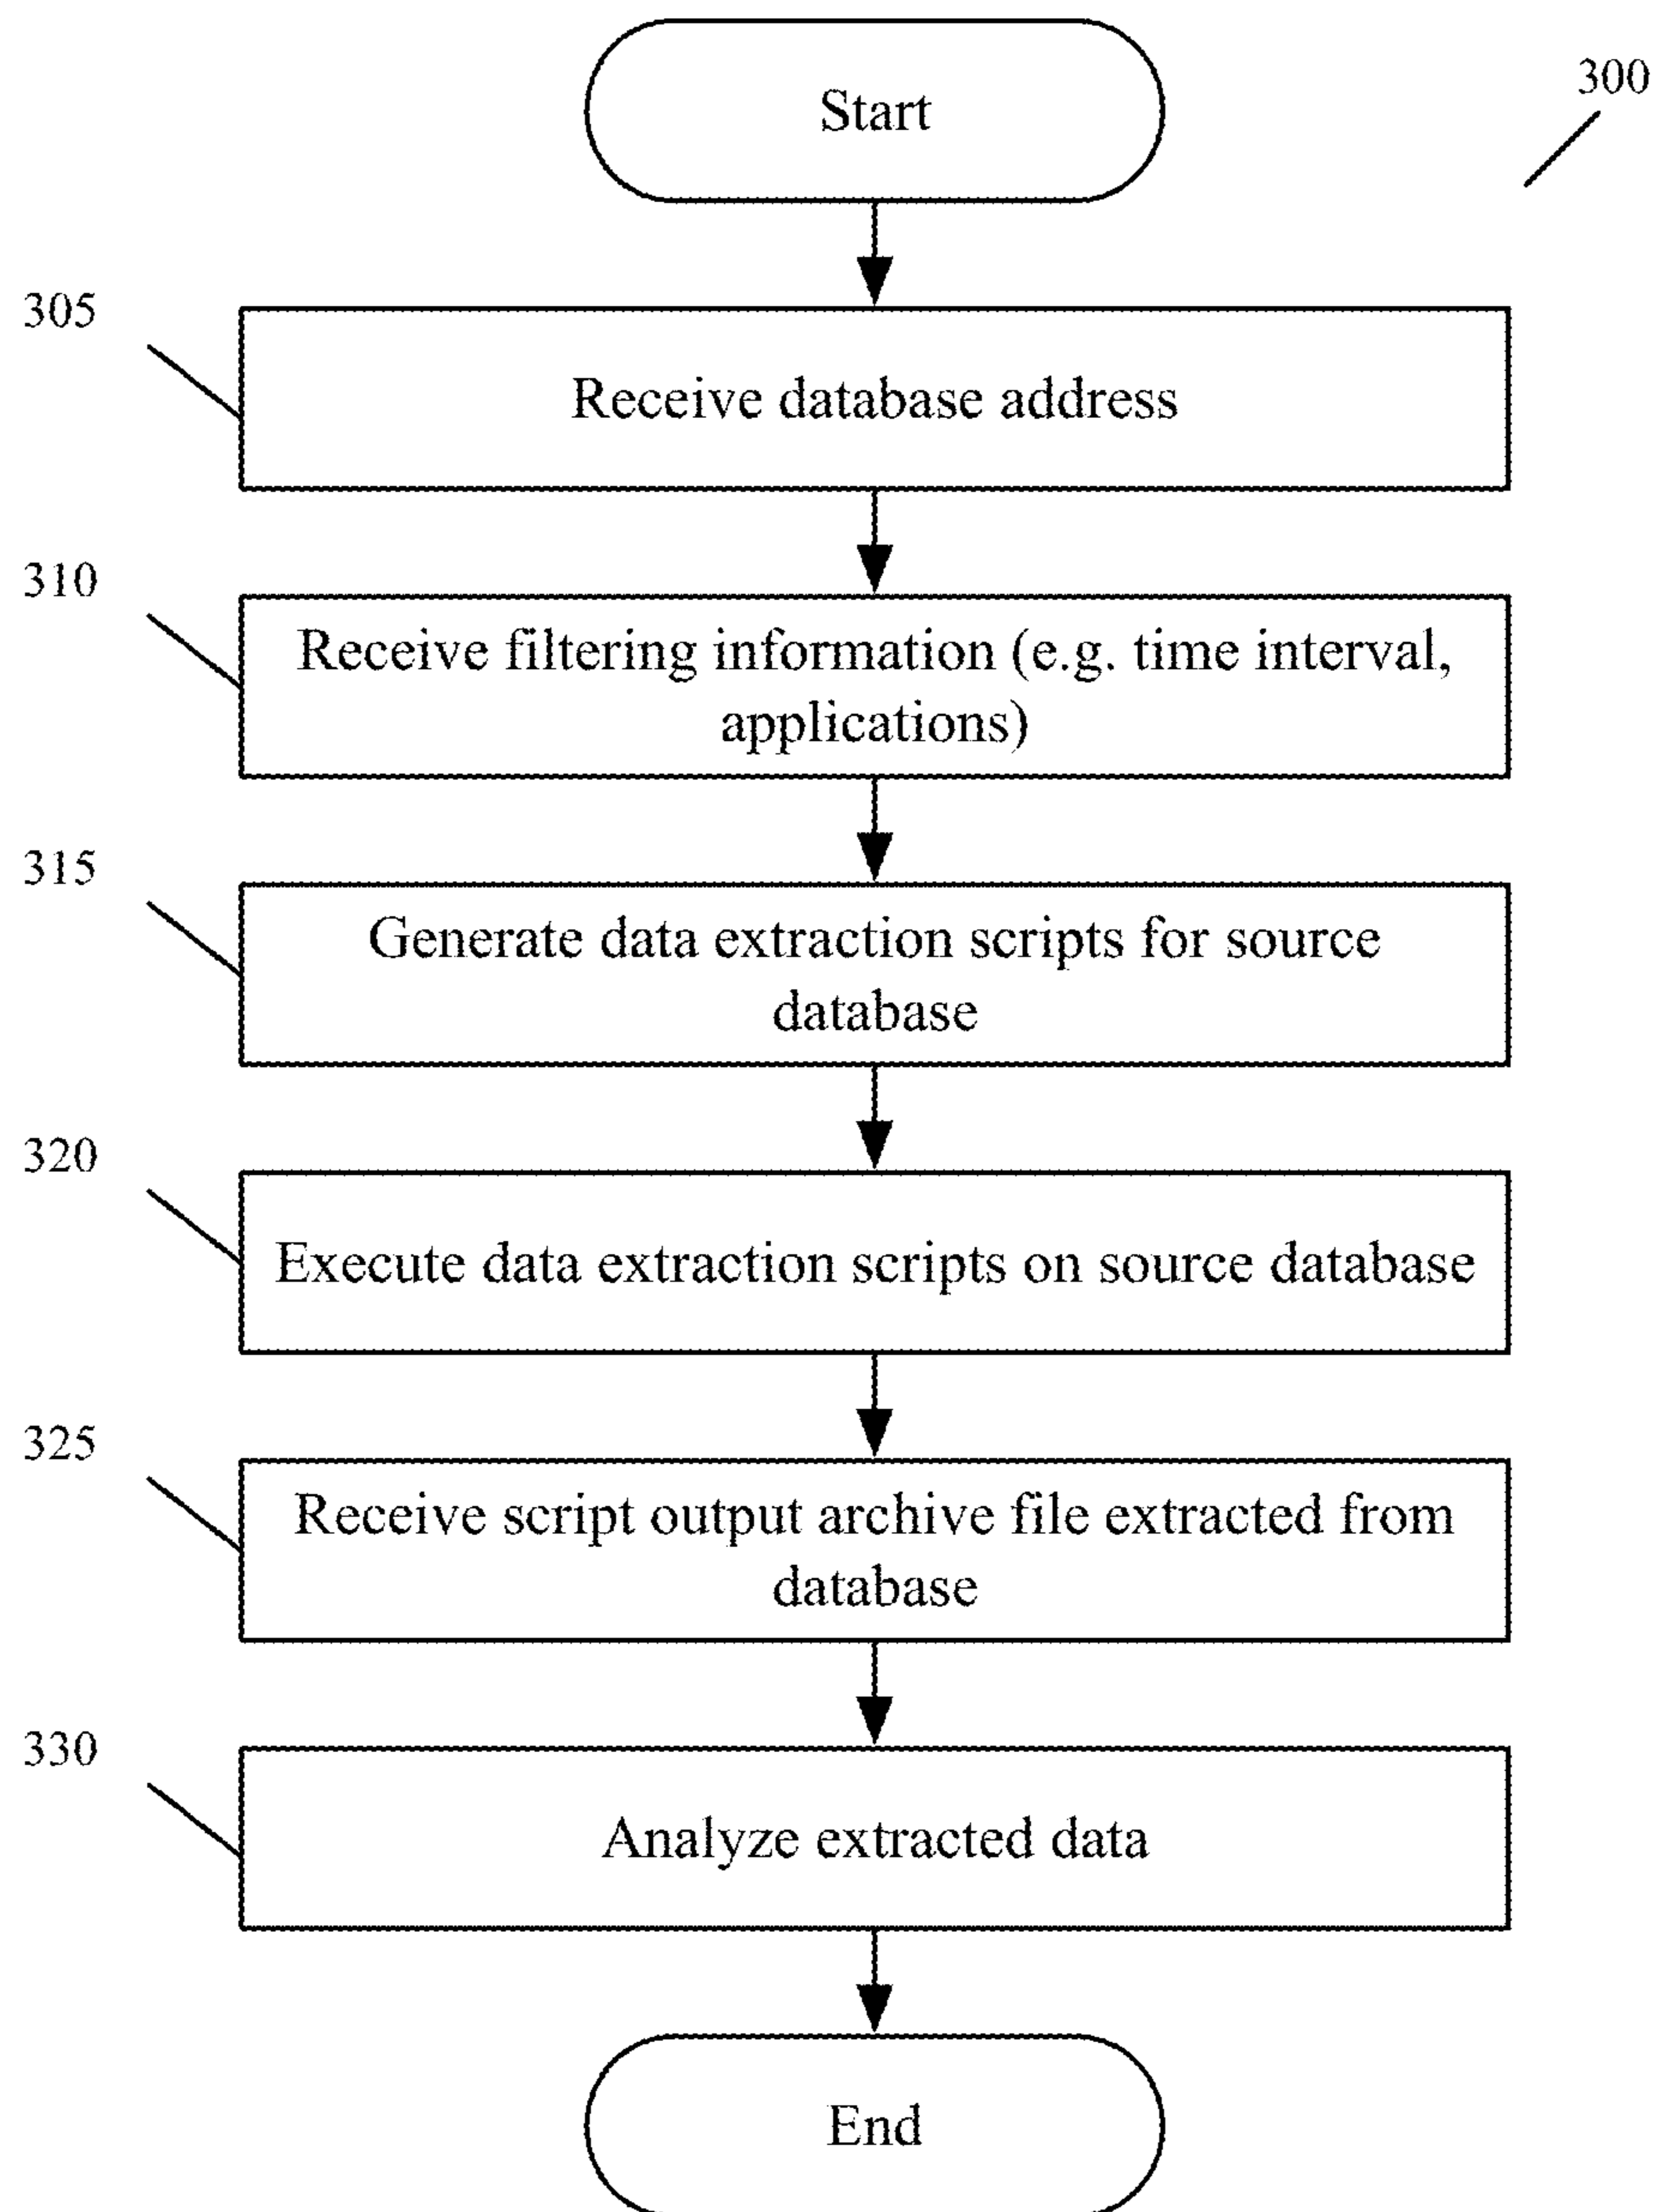 Start
300
305
Receive database address
310
Receive filtering information (e.g. time interval,
applications)
315
Generate data extraction scripts for source
database
320
Execute data extraction scripts on source database
325
Receive script output archive file extracted from
database
330
Analyze extracted data
End